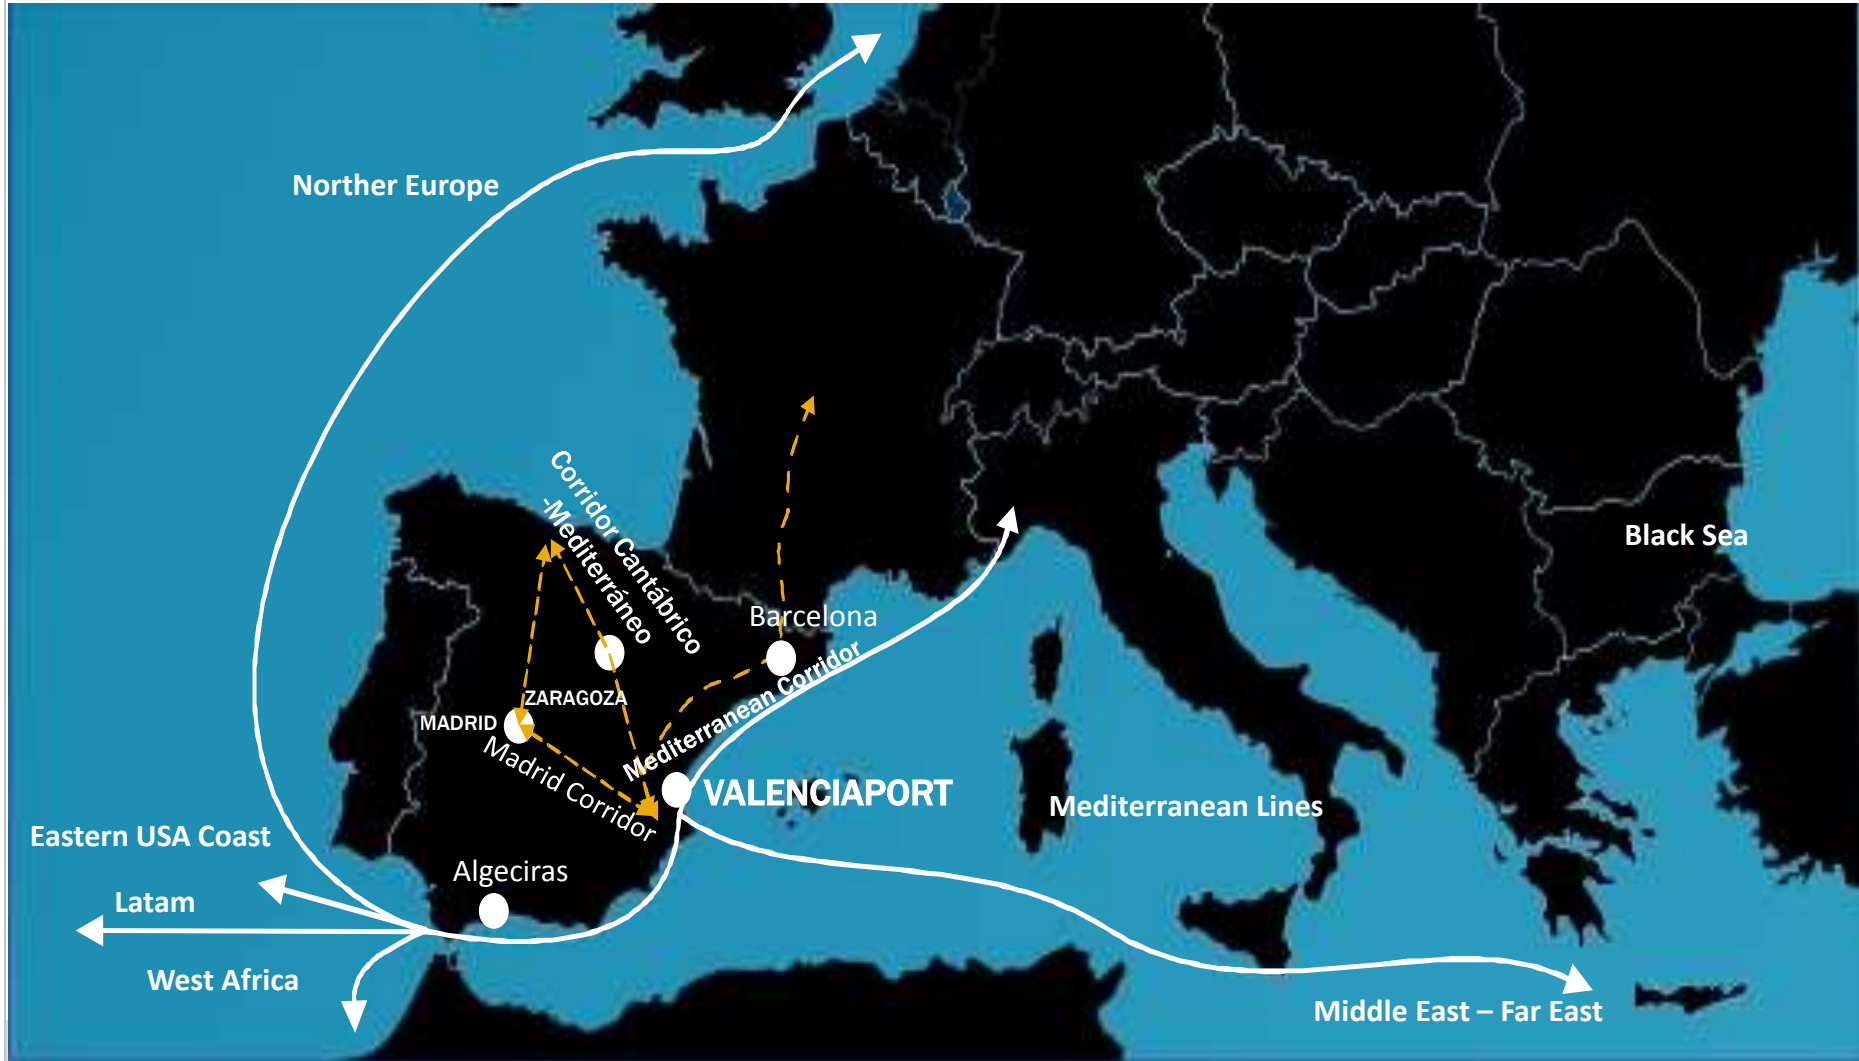 Norther Europe
Corridor Cantábrico
-Mediterráneo
Black Sea
Barcelona
Mediterranean Corridor
ZARAGOZA
MADRID
Madrid Corridor
VALENCIAPORT
Mediterranean Lines
Eastern USA Coast
Algeciras
Latam
West Africa
Middle East – Far East